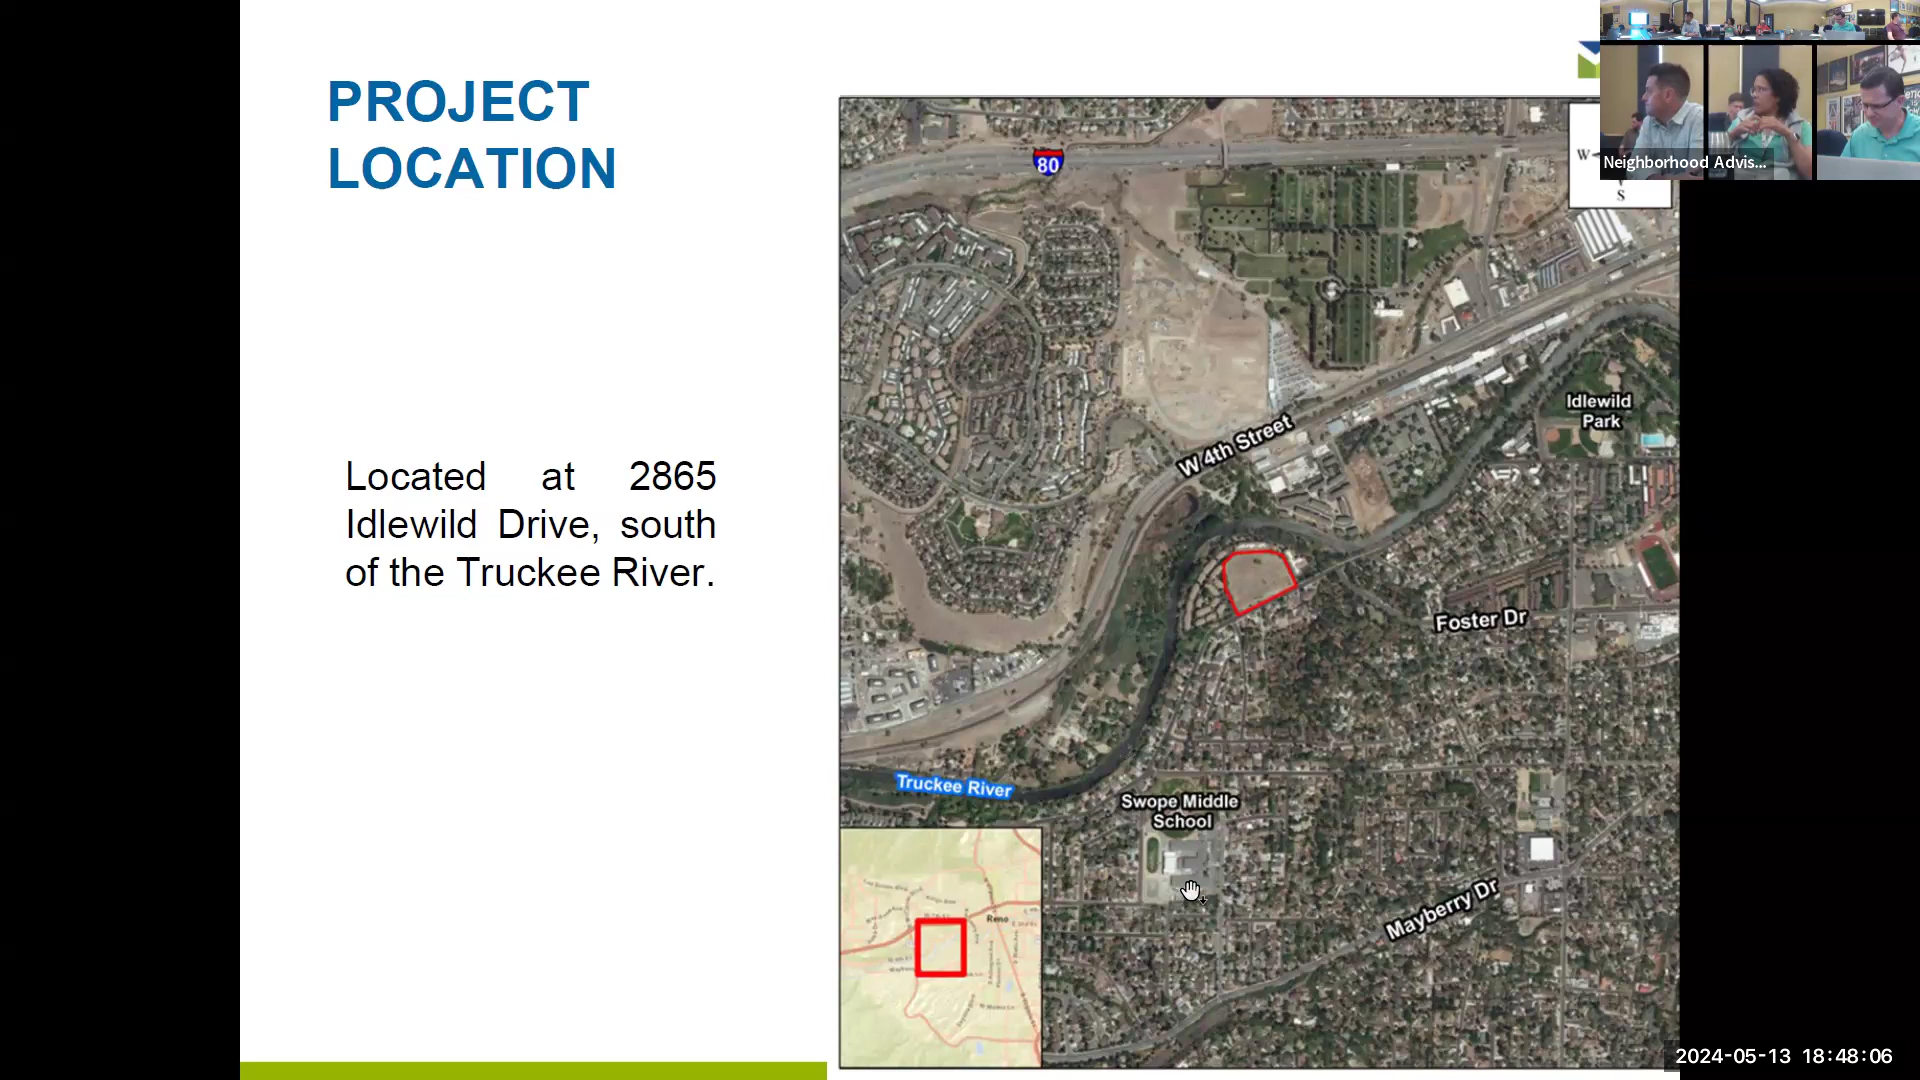 PROJECT
LOCATION
Located at 2865
Idlewild Drive, south
of the Truckee River.
80
W
S
Neighborhood Advis...
Idlewild
Park
W 4th Street
Foster Dr
Truckee River
Swope Middle
School
Mayberry Dr
Reno
2024-05-13 18:48:06